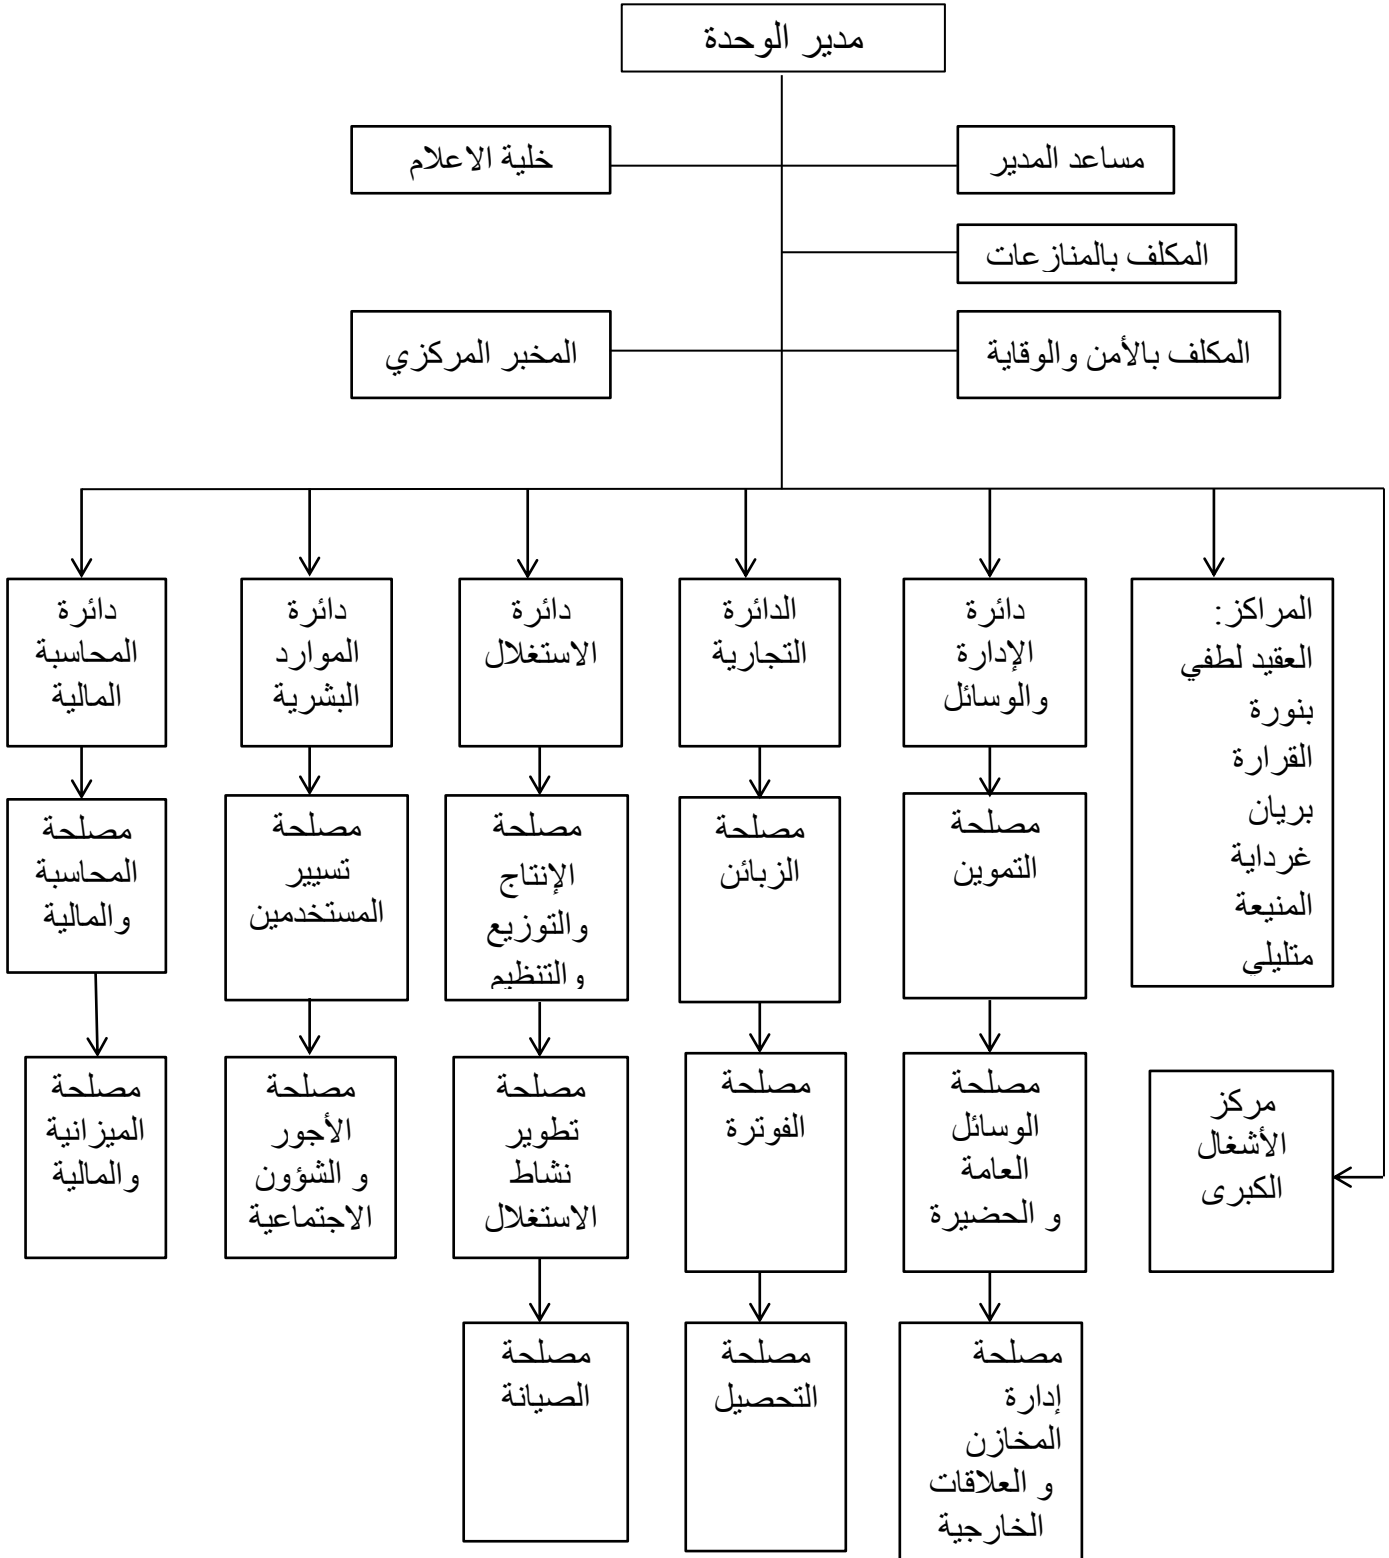 مدير الوحدة
مساعد المدير
خلية الاعلام
المكلف بالمنازعات
المكلف بالأمن والوقاية
المخبر المركزي
المراكز:
العقيد لطفي
بنورة
القرارة
بريان
غرداية
المنيعة
متليلي
دائرة
الإدارة
والوسائل
الدائرة
التجارية
دائرة
الاستغلال
دائرة
الموارد
البشرية
دائرة
المحاسبة
المالية
مصلحة
التموين
مصلحة
الزبائن
مصلحة
الإنتاج
والتوزيع
والتنظيم
مصلحة
تسيير
المستخدمين
مصلحة
المحاسبة
والمالية
مركز
الأشغال
الكبرى
مصلحة
الوسائل
العامة
و الحضيرة
مصلحة
الفوترة
مصلحة
تطوير
نشاط
الاستغلال
مصلحة
الأجور
و الشؤون
الاجتماعية
مصلحة
الميزانية
والمالية
مصلحة
إدارة
المخازن
و العلاقات
الخارجية
مصلحة
التحصيل
مصلحة
الصيانة